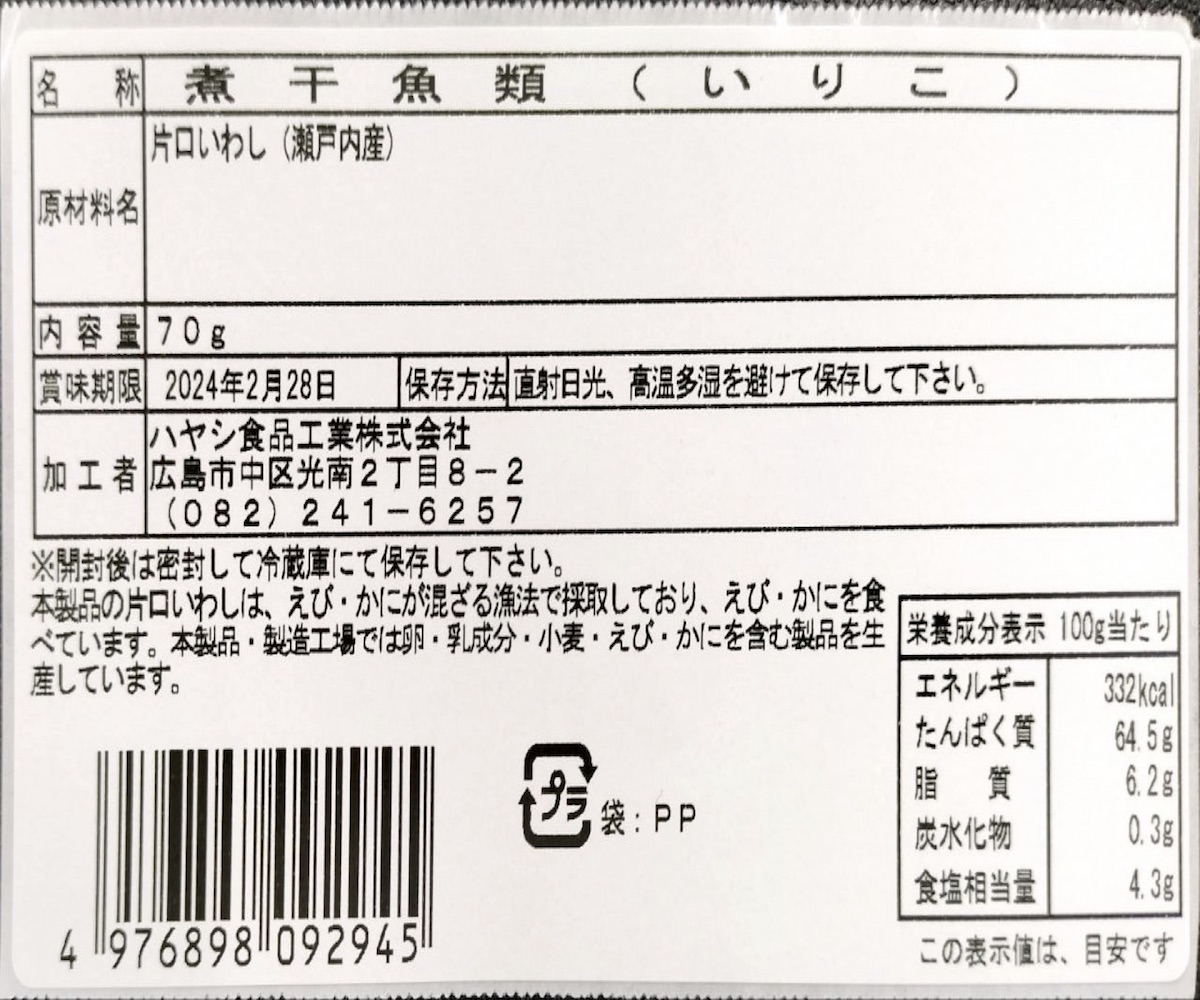 名称 煮干魚類（いりこ）
原材料名 片口いわし（瀬戸内産）
内容量 70g
賞味期限 2024年2月28日 保存方法 直射日光、高温多湿を避けて保存して下さい。
加工者 ハヤシ食品工業株式会社
広島市中区光南2丁目8－2
（082）241－6257
※開封後は密封して冷蔵庫にて保存して下さい。
本製品の片口いわしは、えび・かにが混ざる漁法で採取しており、えび・かにを食
べています。本製品・製造工場では卵・乳成分・小麦・えび・かにを含む製品を生
産しています。
栄養成分表示 100g当たり
エネルギー 332kcal
たんぱく質 64.5g
脂質 6.2g
炭水化物 0.3g
食塩相当量 4.3g
この表示値は、目安です
プラ 袋：PP
4 976898 092945